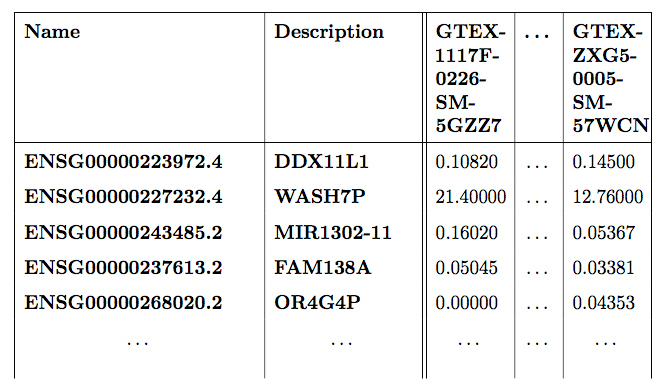 Name Description GTEX- ... GTEX-
1117F- ZXG5-
0226- 0005-
SM- SM-
5GZZ7 57WCN
ENSG00000223972.4 DDX11L1 0.10820 ... 0.14500
ENSG00000227232.4 WASH7P 21.40000 ... 12.76000
ENSG00000243485.2 MIR1302-11 0.16020 ... 0.05367
ENSG00000237613.2 FAM138A 0.05045 ... 0.03381
ENSG00000268020.2 OR4G4P 0.00000 ... 0.04353
... ... ... ... ...